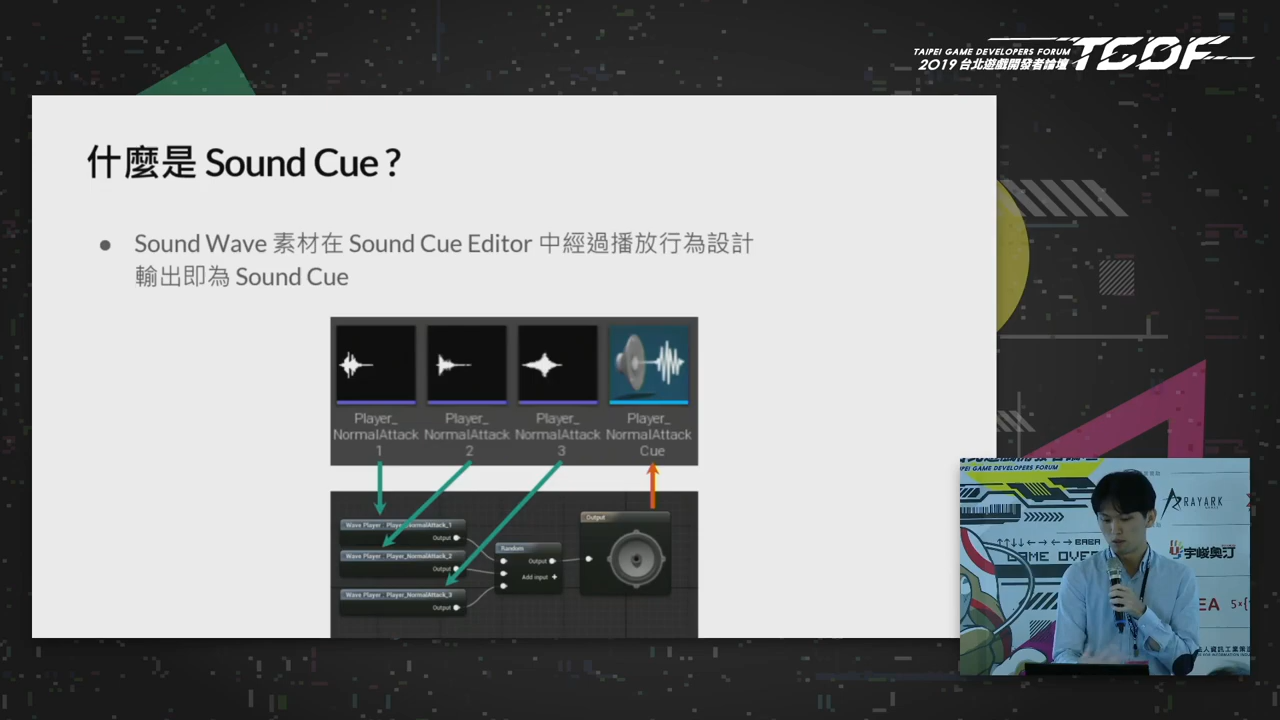 TAIPEI GAME DEVELOPERS FORUM
2019 台北遊戲開發者論壇
TGDF
什麼是 Sound Cue？
Sound Wave 素材在 Sound Cue Editor 中經過播放行為設計
輸出即為 Sound Cue
Player_
NormalAttack
1
Player_
NormalAttack
2
Player_
NormalAttack
3
Player_
NormalAttack
Cue
Wave Player : Player_NormalAttack_1
Output
Wave Player : Player_NormalAttack_2
Output
Wave Player : Player_NormalAttack_3
Output
Random
Output
Add input
Output
TAIPEI GAME DEVELOPERS FORUM
RAYARK
BABA
GAME OVER
宇峻奧汀
EA